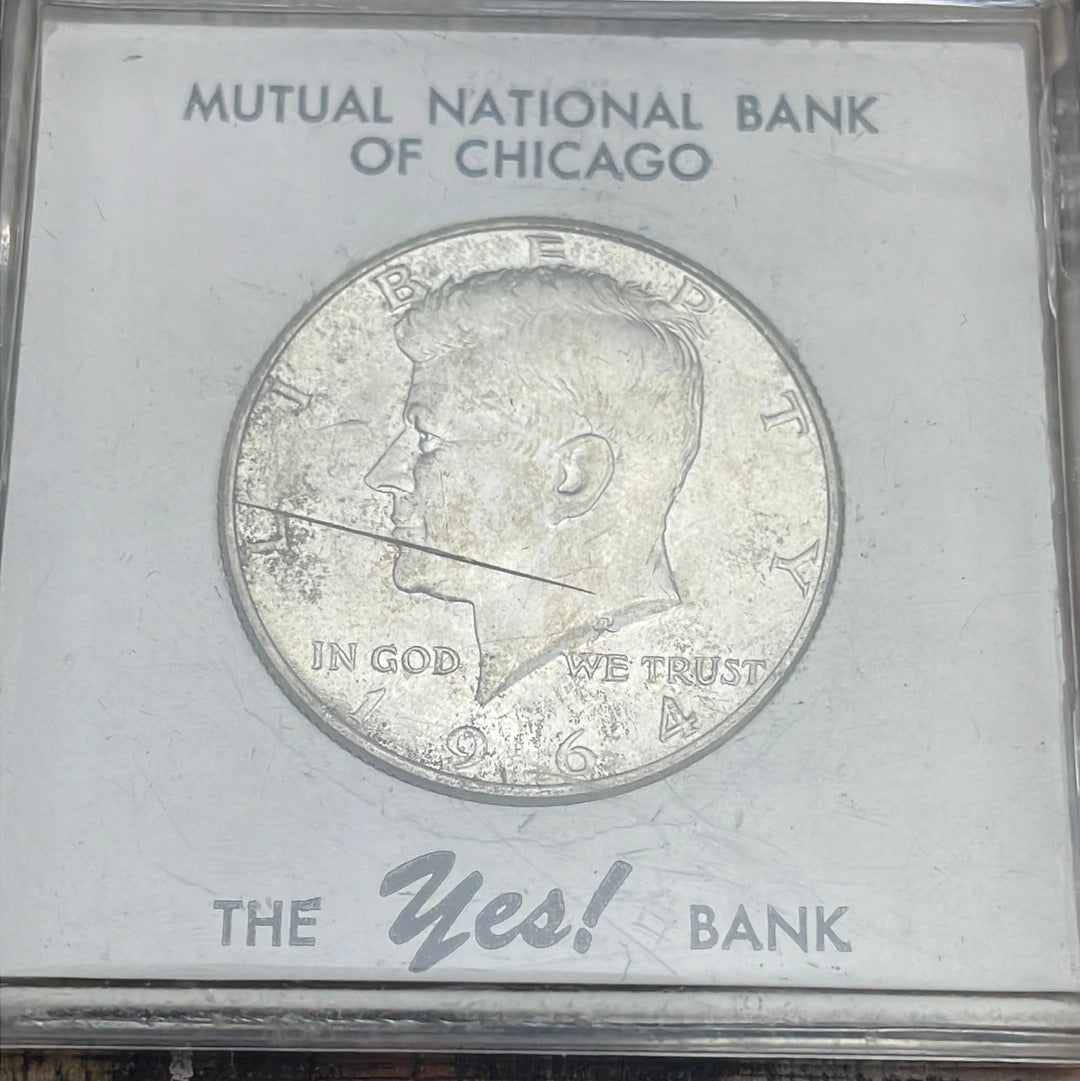 MUTUAL NATIONAL BANK
OF CHICAGO
LIBERTY
IN GOD WE TRUST
1964
THE Yes! BANK